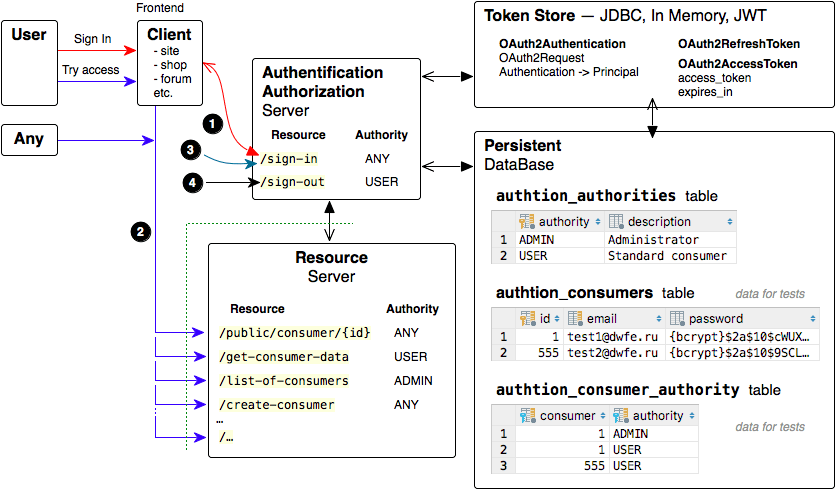 Frontend
User
Sign In
Try access
Client
- site
- shop
- forum
etc.
Any
Authentification
Authorization
Server
Resource Authority
/sign-in ANY
/sign-out USER
1
3
4
2
Token Store — JDBC, In Memory, JWT
OAuth2Authentication
OAuth2Request
Authentication -> Principal
OAuth2RefreshToken
OAuth2AccessToken
access_token
expires_in
Resource
Server
Resource Authority
/public/consumer/{id} ANY
/get-consumer-data USER
/list-of-consumers ADMIN
/create-consumer ANY
…
/…
Persistent
DataBase
authtion_authorities table
authority description
1 ADMIN Administrator
2 USER Standard consumer
authtion_consumers table data for tests
id email password
1 1 test1@dwfe.ru {bcrypt}$2a$10$cWUX…
2 555 test2@dwfe.ru {bcrypt}$2a$10$9SCL…
authtion_consumer_authority table
consumer authority
1 1 ADMIN
2 1 USER
3 555 USER
data for tests